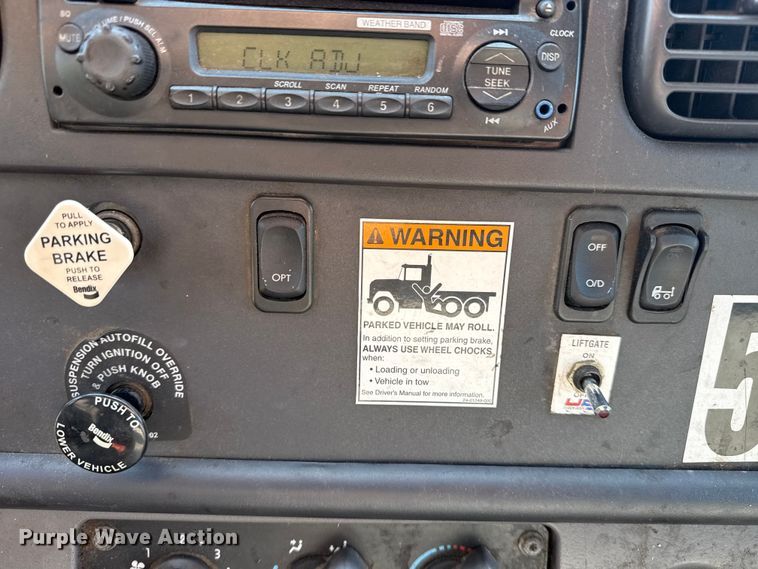 SQ
VOLUME / PUSH SEL ALM
WEATHER BAND
CLOCK
MUTE
CLK ADJ
DISP
TUNE
SEEK
SCROLL SCAN REPEAT RANDOM
1 2 3 4 5 6
AUX
PULL
TO APPLY
PARKING
BRAKE
PUSH TO
RELEASE
Bendix
OPT
WARNING
PARKED VEHICLE MAY ROLL.
In addition to setting parking brake,
ALWAYS USE WHEEL CHOCKS
when:
• Loading or unloading
• Vehicle in tow
See Driver's Manual for more information.
OFF
O/D
LIFTGATE
ON
SUSPENSION AUTOFILL OVERRIDE
TURN IGNITION OFF
& PUSH KNOB
PUSH TO
Bendix
LOWER VEHICLE
02
5
Purple Wave Auction
1 3